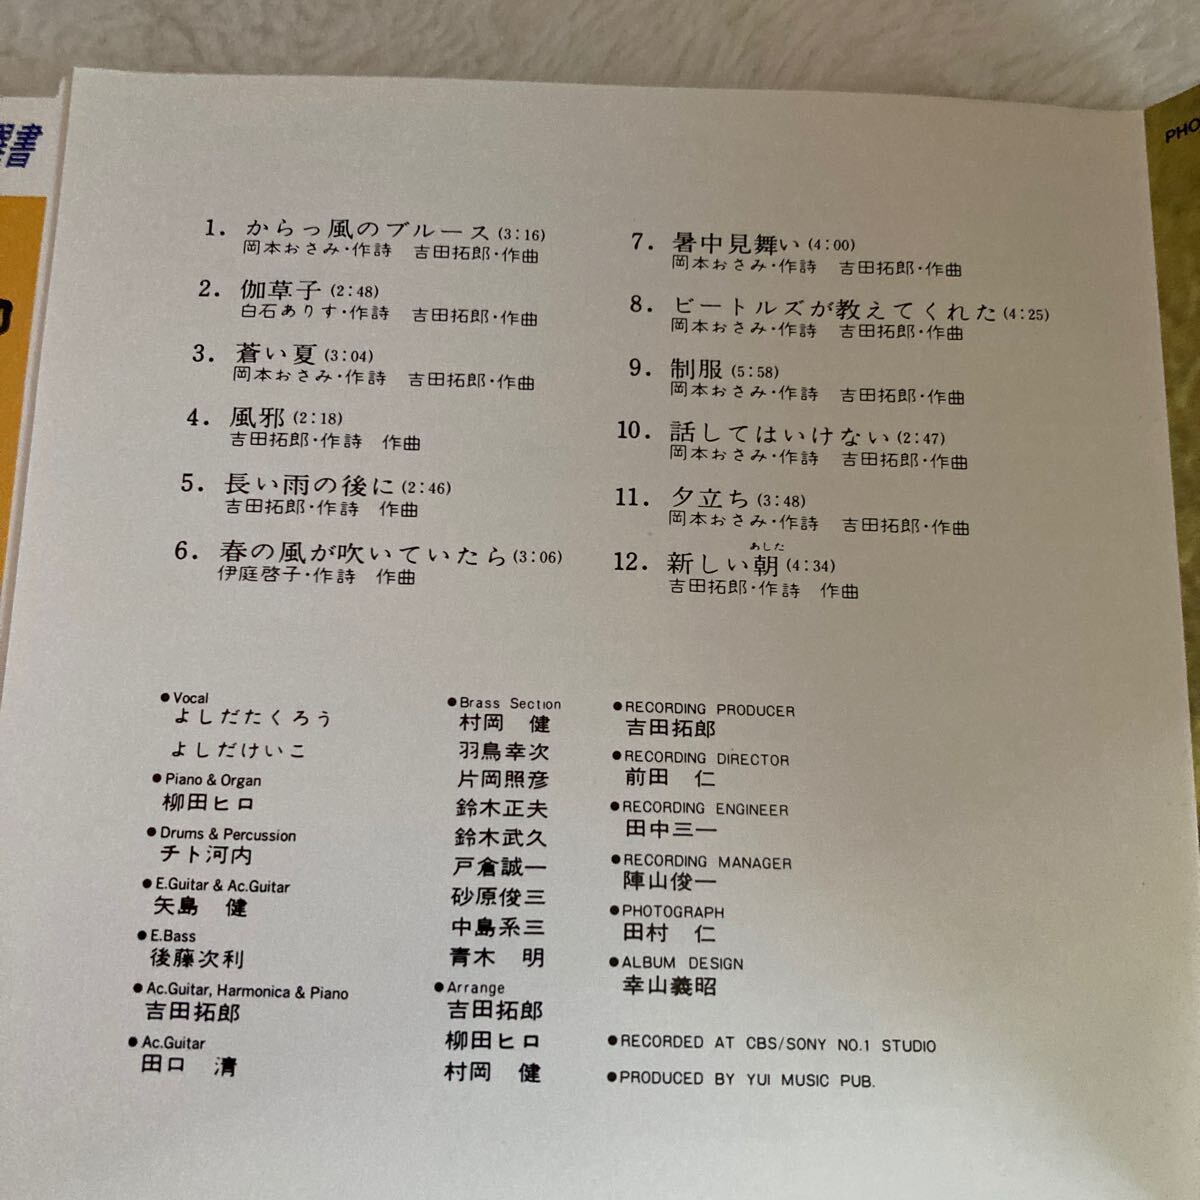 選書
PHO
1. からっ風のブルース (3:16)
岡本おさみ・作詩 吉田拓郎・作曲
2. 伽草子 (2:48)
白石ありす・作詩 吉田拓郎・作曲
3. 蒼い夏 (3:04)
岡本おさみ・作詩 吉田拓郎・作曲
4. 風邪 (2:18)
吉田拓郎・作詩 作曲
5. 長い雨の後に (2:46)
吉田拓郎・作詩 作曲
6. 春の風が吹いていたら (3:06)
伊庭啓子・作詩 作曲
7. 暑中見舞い (4:00)
岡本おさみ・作詩 吉田拓郎・作曲
8. ビートルズが教えてくれた (4:25)
岡本おさみ・作詩 吉田拓郎・作曲
9. 制服 (5:58)
岡本おさみ・作詩 吉田拓郎・作曲
10. 話してはいけない (2:47)
岡本おさみ・作詩 吉田拓郎・作曲
11. 夕立ち (3:48)
岡本おさみ・作詩 吉田拓郎・作曲
あした
12. 新しい朝 (4:34)
吉田拓郎・作詩 作曲
●Vocal
よしだたくろう
よしだけいこ
●Piano & Organ
柳田ヒロ
●Drums & Percussion
チト河内
●E.Guitar & Ac.Guitar
矢島 健
●E.Bass
後藤次利
●Ac.Guitar, Harmonica & Piano
吉田拓郎
●Ac.Guitar
田口 清
●Brass Section
村岡 健
羽鳥幸次
片岡照彦
鈴木正夫
鈴木武久
戸倉誠一
砂原俊三
中島系三
青木 明
●Arrange
吉田拓郎
柳田ヒロ
村岡 健
●RECORDING PRODUCER
吉田拓郎
●RECORDING DIRECTOR
前田 仁
●RECORDING ENGINEER
田中三一
●RECORDING MANAGER
陣山俊一
●PHOTOGRAPH
田村 仁
●ALBUM DESIGN
幸山義昭
●RECORDED AT CBS/SONY NO.1 STUDIO
●PRODUCED BY YUI MUSIC PUB.